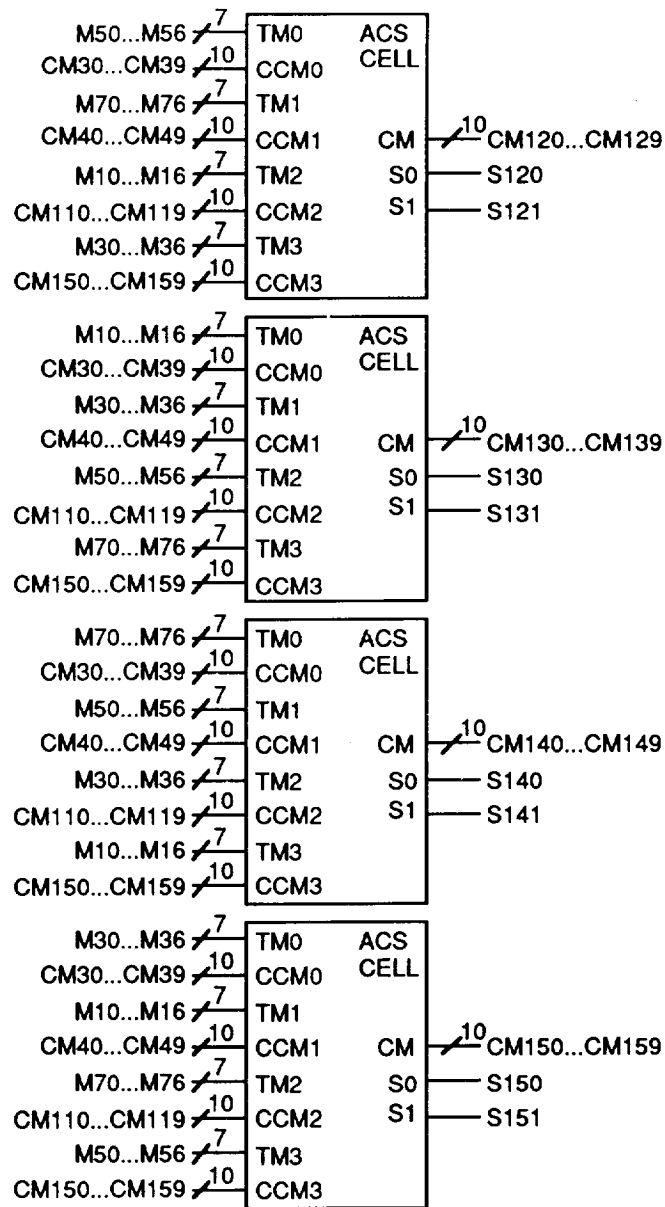 M50...M56 7 TM0 ACS
CM30...CM39 10 CCM0 CELL
M70...M76 7 TM1
CM40...CM49 10 CCM1 CM 10 CM120...CM129
M10...M16 7 TM2 S0 S120
CM110...CM119 10 CCM2 S1 S121
M30...M36 7 TM3
CM150...CM159 10 CCM3
M10...M16 7 TM0 ACS
CM30...CM39 10 CCM0 CELL
M30...M36 7 TM1
CM40...CM49 10 CCM1 CM 10 CM130...CM139
M50...M56 7 TM2 S0 S130
CM110...CM119 10 CCM2 S1 S131
M70...M76 7 TM3
CM150...CM159 10 CCM3
M70...M76 7 TM0 ACS
CM30...CM39 10 CCM0 CELL
M50...M56 7 TM1
CM40...CM49 10 CCM1 CM 10 CM140...CM149
M30...M36 7 TM2 S0 S140
CM110...CM119 10 CCM2 S1 S141
M10...M16 7 TM3
CM150...CM159 10 CCM3
M30...M36 7 TM0 ACS
CM30...CM39 10 CCM0 CELL
M10...M16 7 TM1
CM40...CM49 10 CCM1 CM 10 CM150...CM159
M70...M76 7 TM2 S0 S150
CM110...CM119 10 CCM2 S1 S151
M50...M56 7 TM3
CM150...CM159 10 CCM3